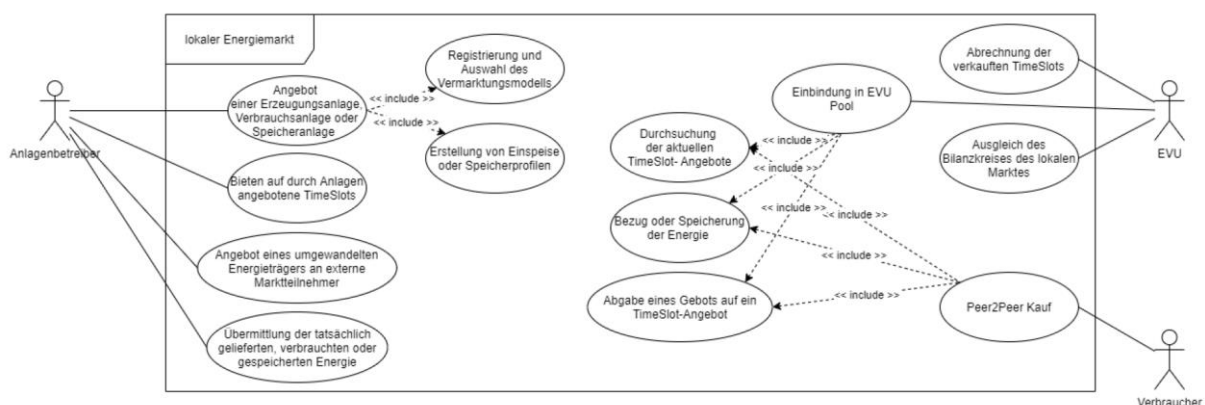 lokaler Energiemarkt
Anlagenbetreiber
Angebot
einer Erzeugungsanlage,
Verbrauchsanlage oder
Speicheranlage
<< include >>
<< include >>
Registrierung und
Auswahl des
Vermarktungsmodells
Erstellung von Einspeise
oder Speicherprofilen
Bieten auf durch Anlagen
angebotene TimeSlots
Angebot eines umgewandelten
Energieträgers an externe
Marktteilnehmer
Übermittlung der tatsächlich
gelieferten, verbrauchten oder
gespeicherten Energie
Durchsuchung
der aktuellen
TimeSlot- Angebote
Bezug oder Speicherung
der Energie
Abgabe eines Gebots auf ein
TimeSlot-Angebot
<< include >>
<< include >>
<< include >>
<< include >>
<< include >>
<< include >>
Einbindung in EVU
Pool
Peer2Peer Kauf
Abrechnung der
verkauften TimeSlots
Ausgleich des
Bilanzkreises des lokalen
Marktes
EVU
Verbraucher